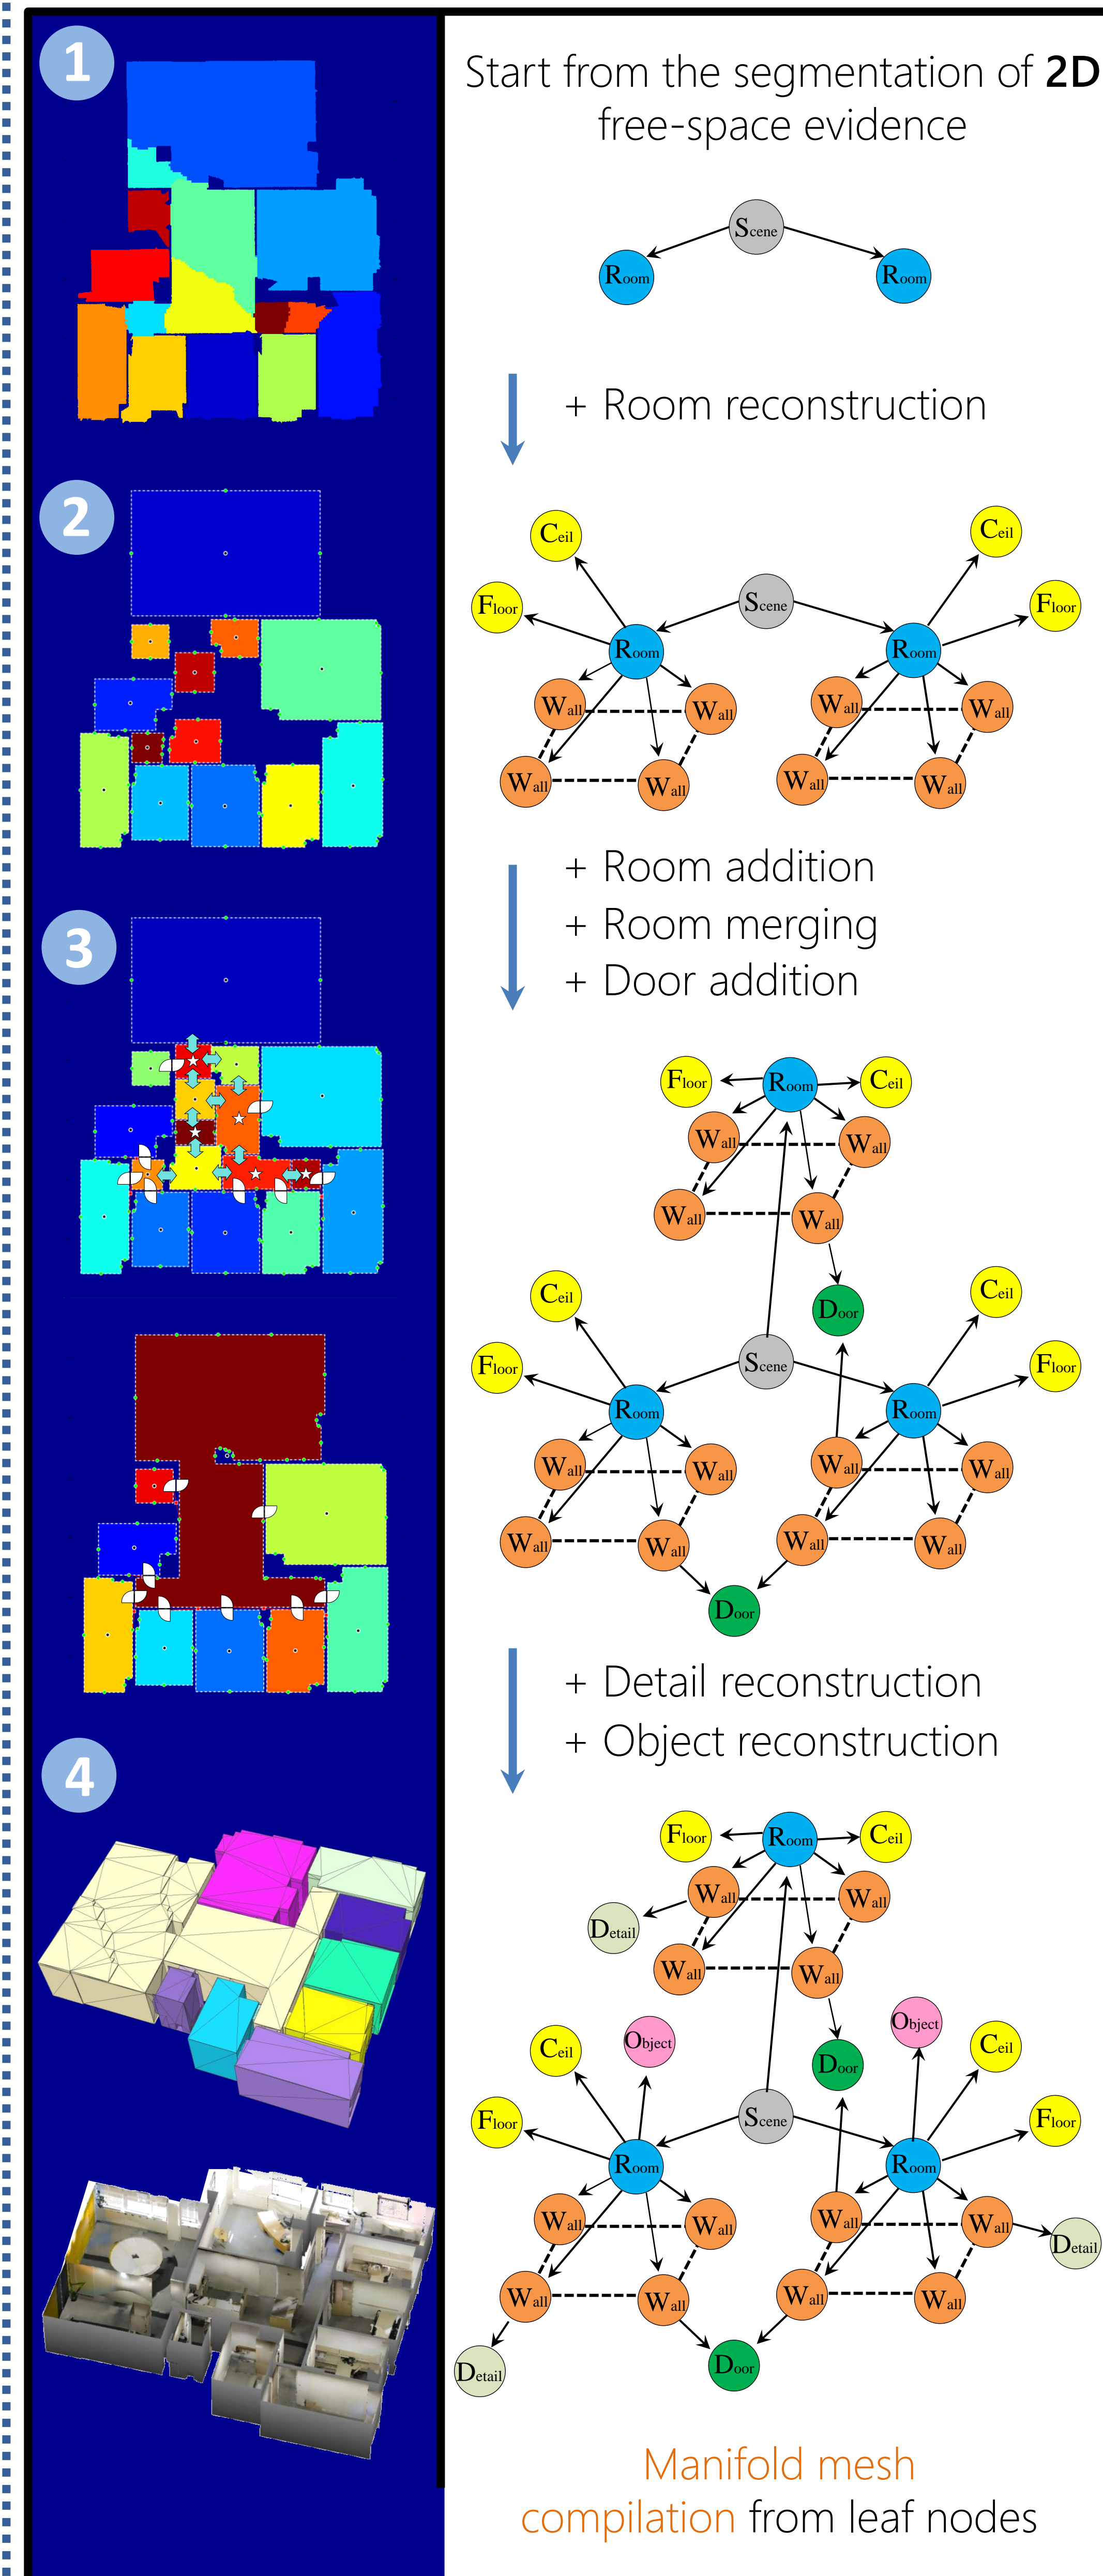 1
Start from the segmentation of 2D
free-space evidence
Scene
Room
Room
+ Room reconstruction
2
Ceil
Ceil
Floor
Scene
Floor
Room
Room
Wall
Wall
Wall
Wall
Wall
Wall
Wall
Wall
+ Room addition
+ Room merging
+ Door addition
3
Floor
Room
Ceil
Wall
Wall
Wall
Wall
Ceil
Door
Ceil
Floor
Scene
Floor
Room
Room
Wall
Wall
Wall
Wall
Wall
Wall
Wall
Wall
Door
+ Detail reconstruction
+ Object reconstruction
4
Floor
Room
Ceil
Wall
Wall
Detail
Wall
Wall
Ceil
Object
Door
Object
Ceil
Floor
Scene
Floor
Room
Room
Wall
Wall
Wall
Wall
Detail
Wall
Wall
Wall
Wall
Detail
Door
Manifold mesh
compilation from leaf nodes